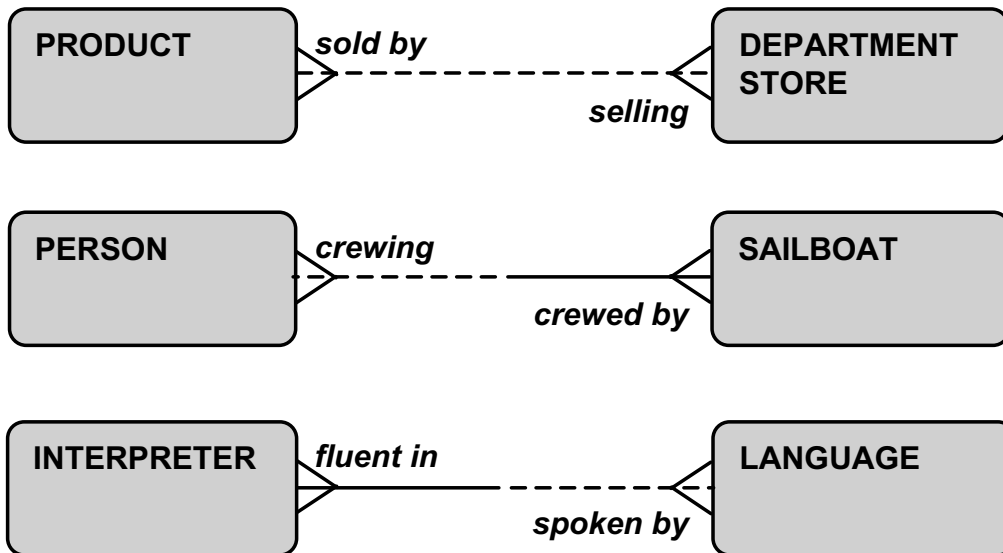 PRODUCT
sold by
DEPARTMENT
STORE
selling
PERSON
crewing
SAILBOAT
crewed by
INTERPRETER
fluent in
LANGUAGE
spoken by